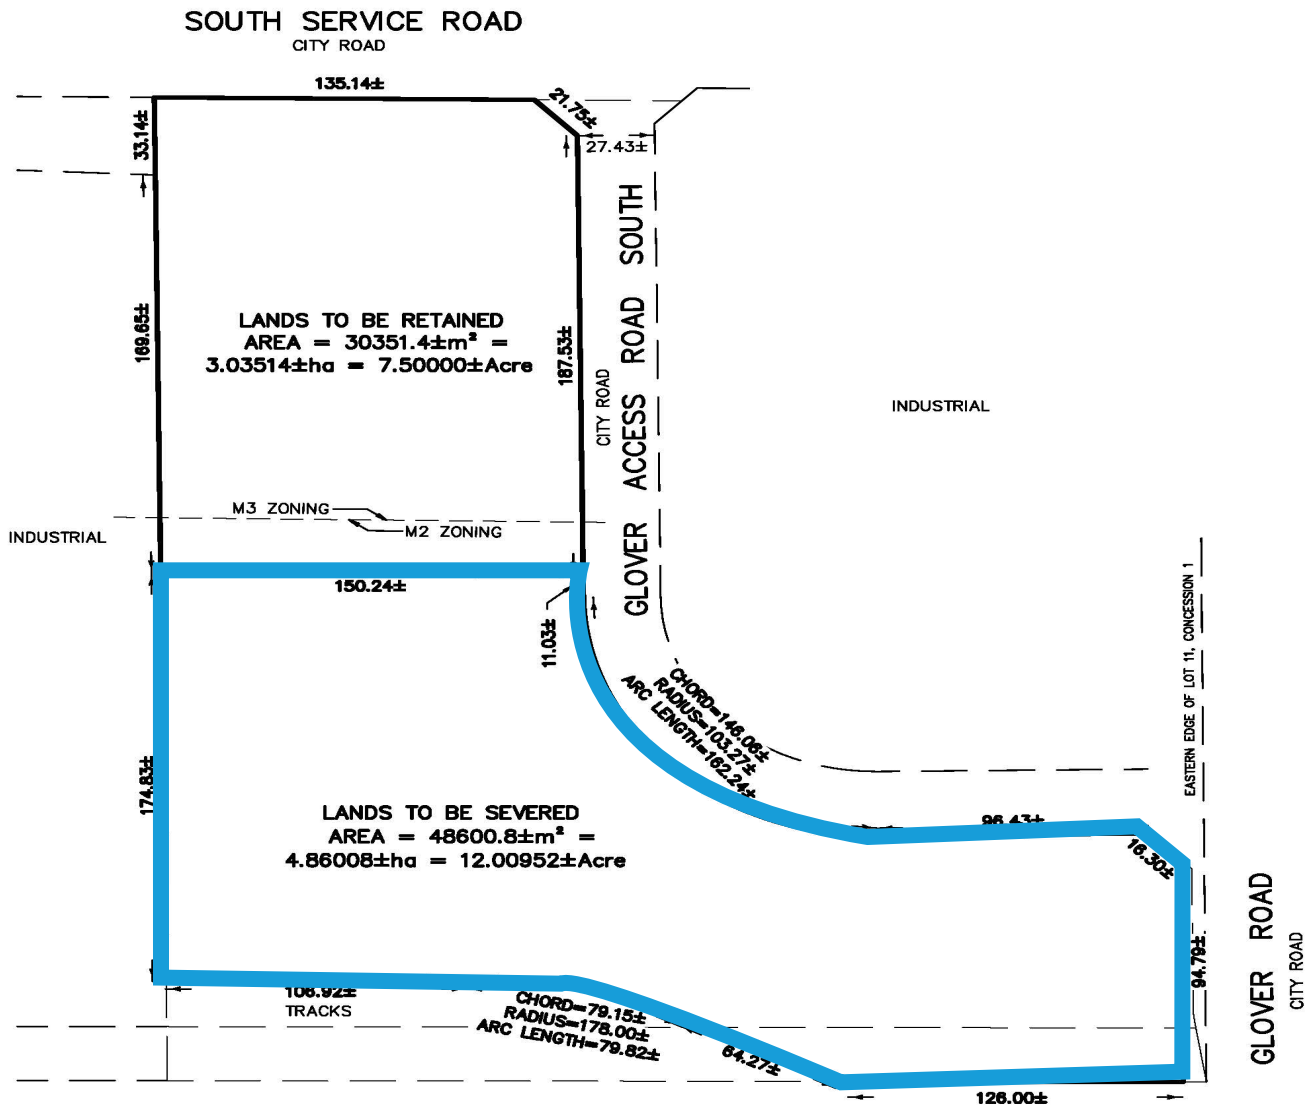 SOUTH SERVICE ROAD
CITY ROAD
135.14±
21.75±
33.14±
27.43±
169.65±
LANDS TO BE RETAINED
AREA = 30351.4±m² =
3.03514±ha = 7.50000±Acre
187.53±
CITY ROAD
GLOVER ACCESS ROAD SOUTH
INDUSTRIAL
M3 ZONING
M2 ZONING
INDUSTRIAL
150.24±
11.03±
EASTERN EDGE OF LOT 11, CONCESSION 1
CHORD=146.06±
RADIUS=103.27±
ARC LENGTH=162.24±
174.83±
LANDS TO BE SEVERED
AREA = 48600.8±m² =
4.86008±ha = 12.00952±Acre
96.43±
16.30±
94.79±
GLOVER ROAD
CITY ROAD
106.92±
TRACKS
CHORD=79.15±
RADIUS=178.00±
ARC LENGTH=79.82±
64.27±
126.00±